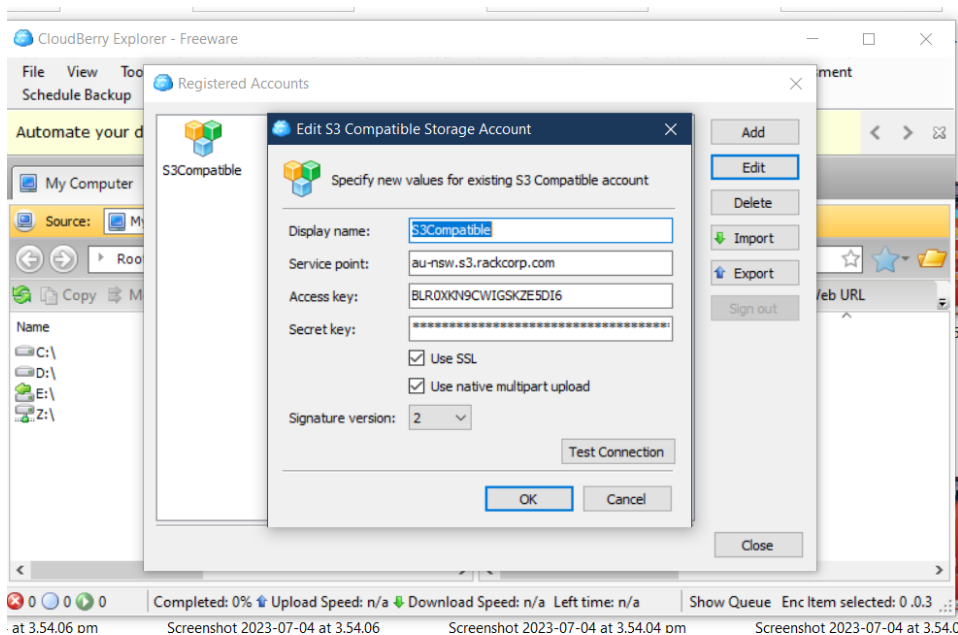 CloudBerry Explorer - Freeware
File View Too
ment
Schedule Backup
Automate your d
Registered Accounts
S3Compatible
Edit S3 Compatible Storage Account
Specify new values for existing S3 Compatible account
Display name: S3Compatible
Service point: au-nsw.s3.rackcorp.com
Access key: BLR0XKN9CWIGSKZE5DI6
Secret key: ************************************
Use SSL
Use native multipart upload
Signature version: 2
Test Connection
OK Cancel
Add
Edit
Delete
Import
Export
Sign out
Close
My Computer
Source: My
Roo
Copy M
eb URL
Name
C:\
D:\
E:\
Z:\
0 0 0 Completed: 0% Upload Speed: n/a Download Speed: n/a Left time: n/a Show Queue Enc Item selected: 0 .0.3
at 3.54.06 pm Screenshot 2023-07-04 at 3.54.06 Screenshot 2023-07-04 at 3.54.04 pm Screenshot 2023-07-04 at 3.54.0